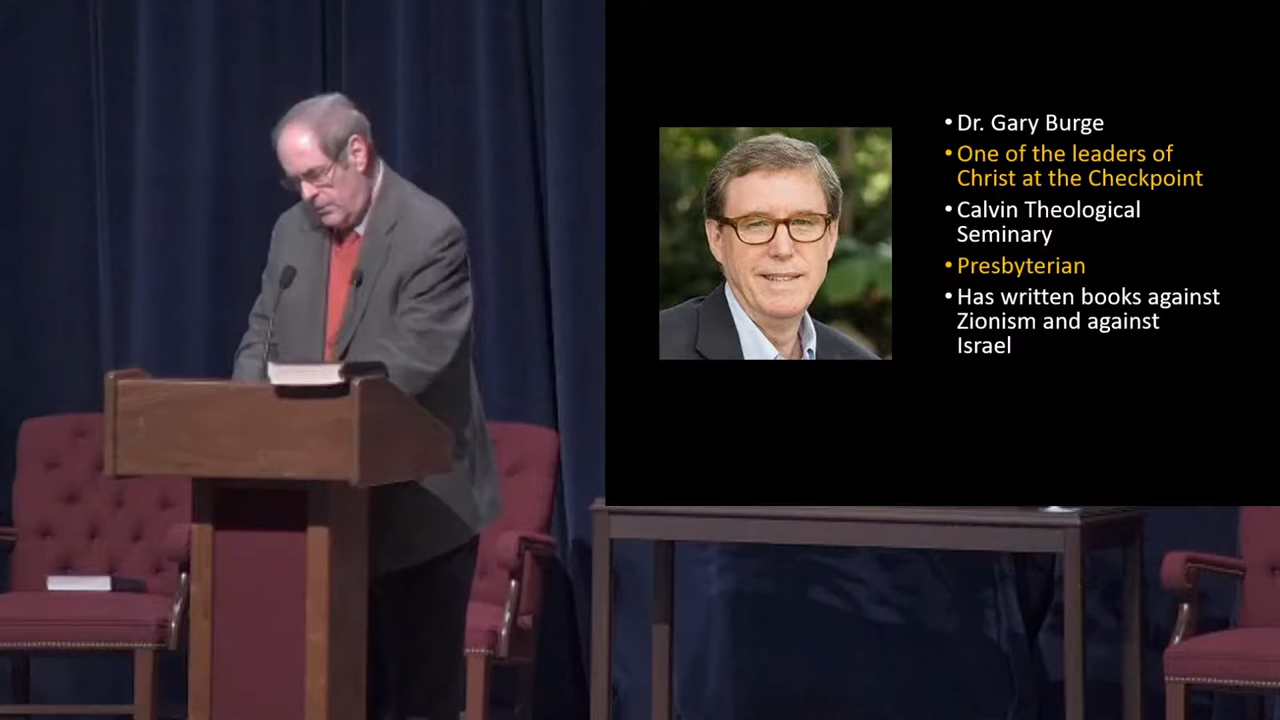 • Dr. Gary Burge
• One of the leaders of
Christ at the Checkpoint
• Calvin Theological
Seminary
• Presbyterian
• Has written books against
Zionism and against
Israel